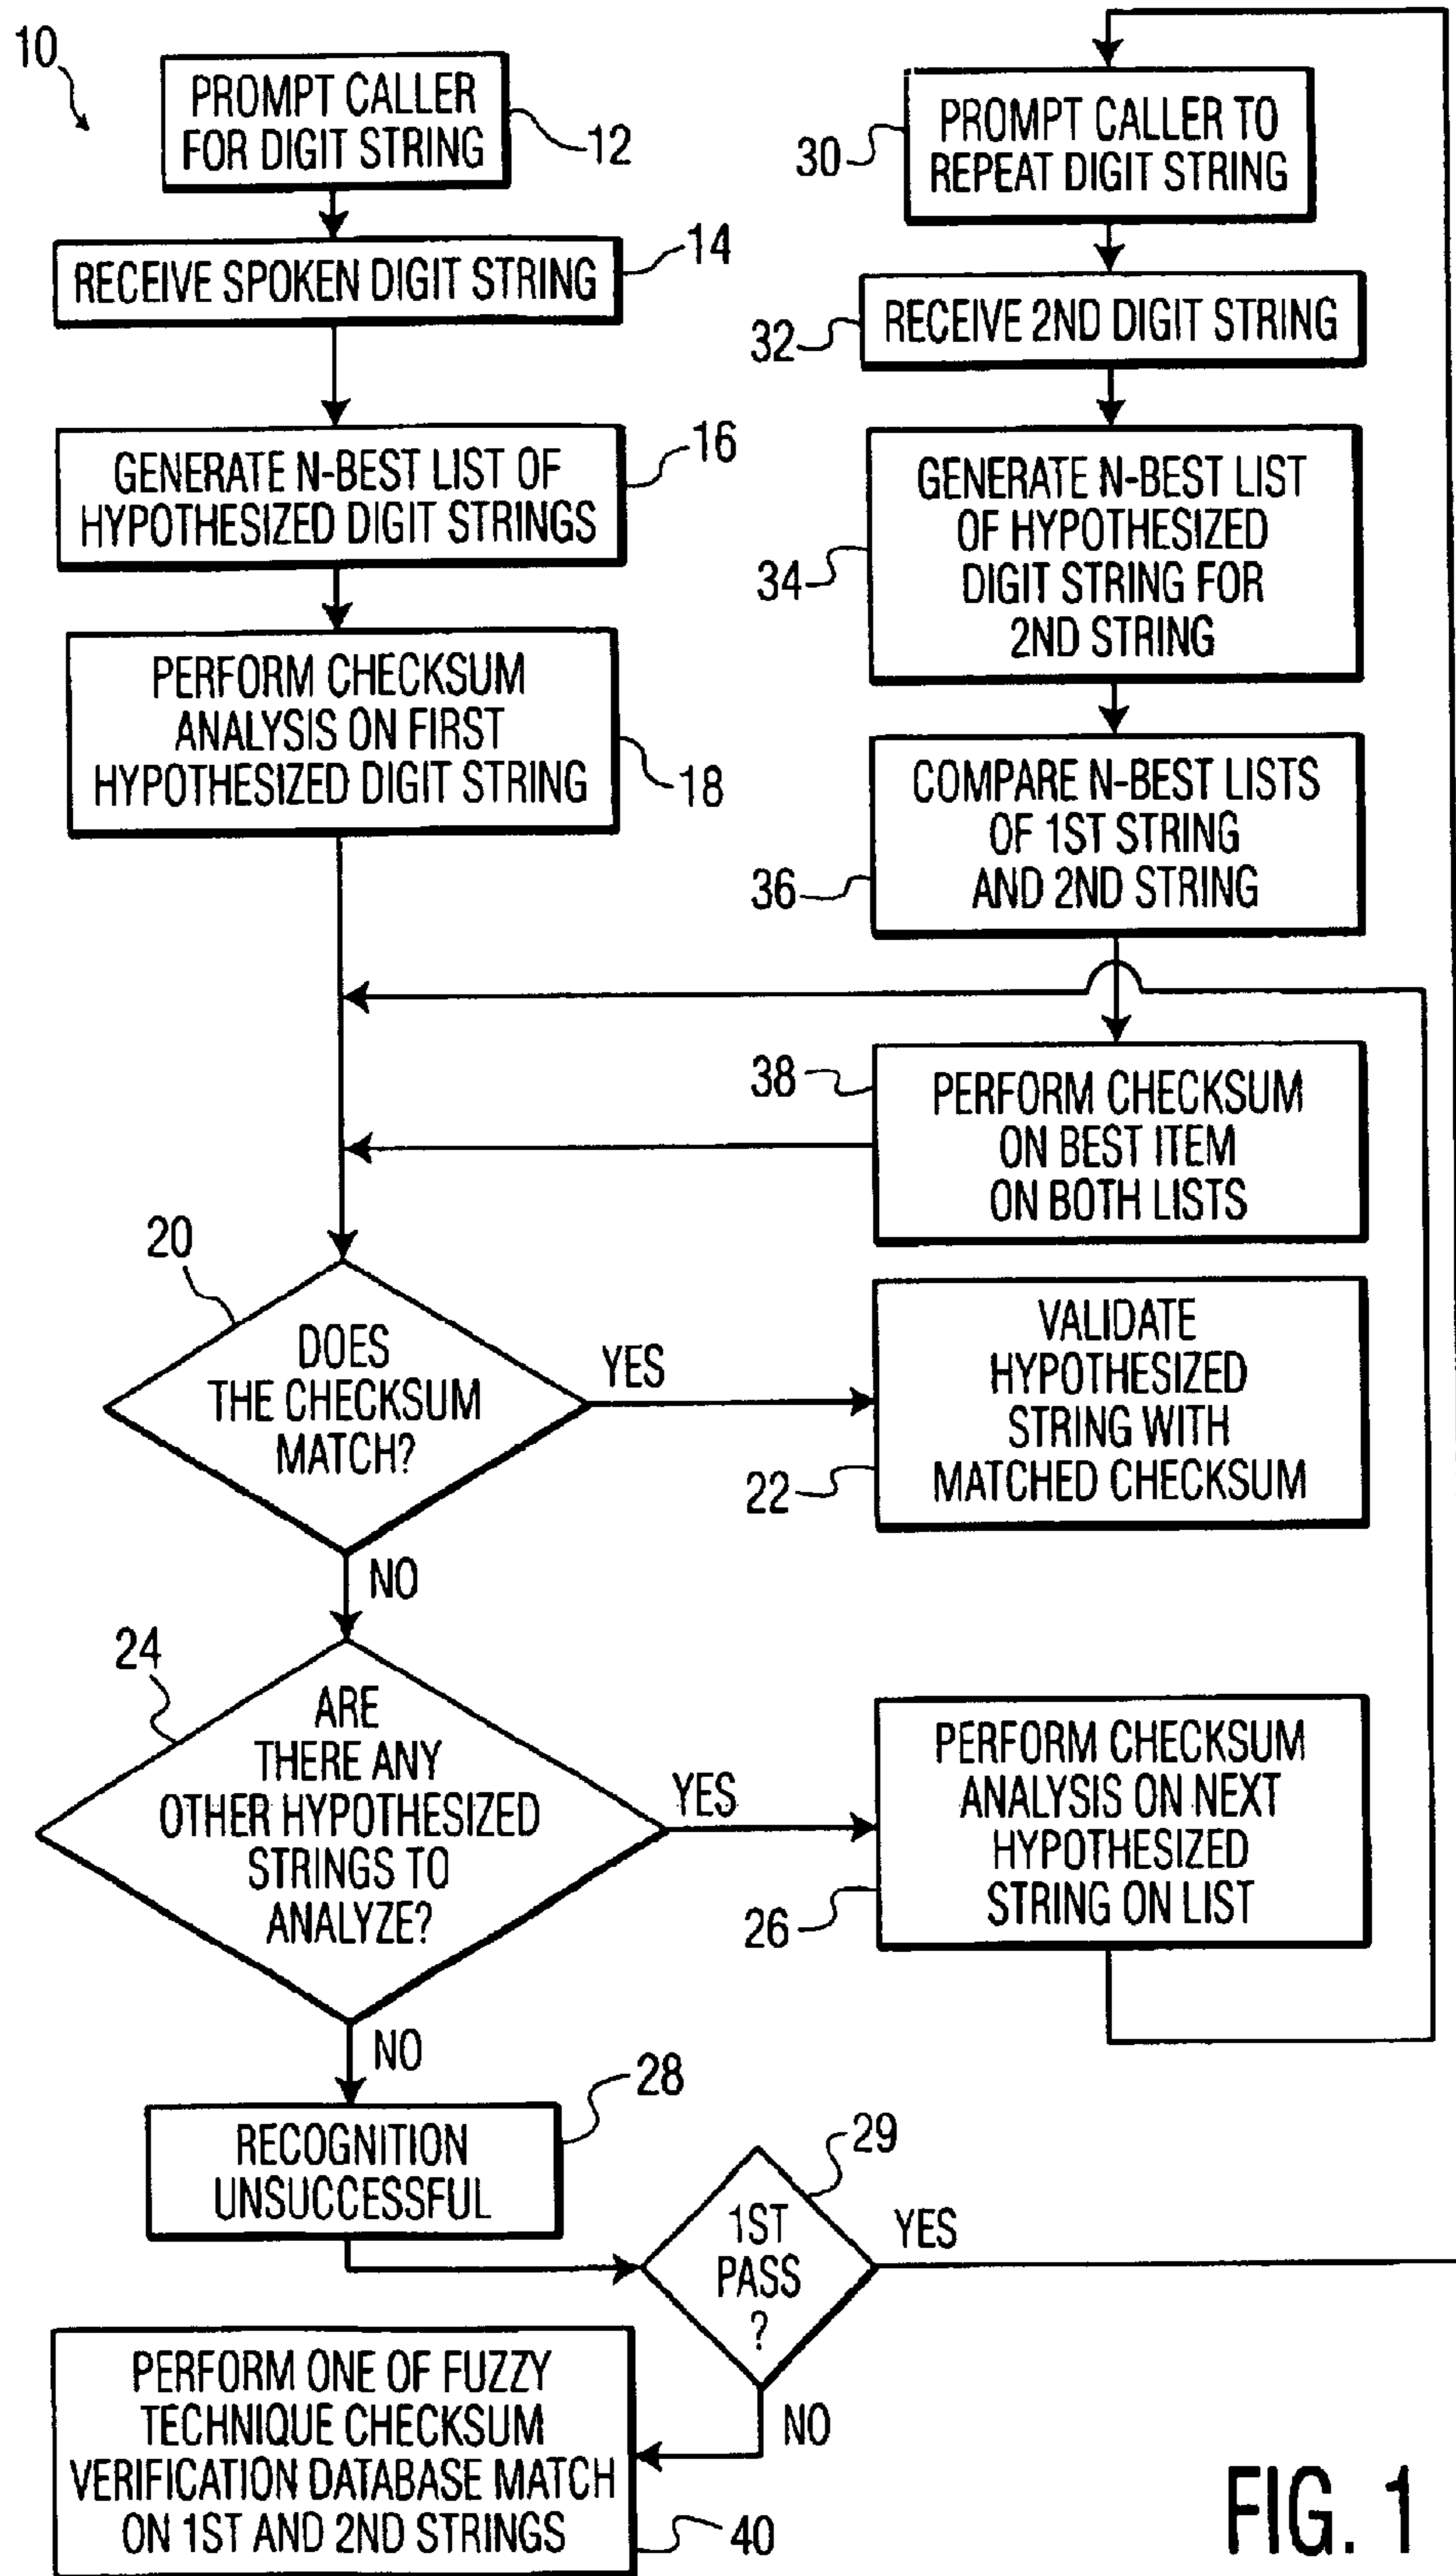 10
PROMPT CALLER
FOR DIGIT STRING
12
RECEIVE SPOKEN DIGIT STRING
14
GENERATE N-BEST LIST OF
HYPOTHESIZED DIGIT STRINGS
16
PERFORM CHECKSUM
ANALYSIS ON FIRST
HYPOTHESIZED DIGIT STRING
18
30
PROMPT CALLER TO
REPEAT DIGIT STRING
32
RECEIVE 2ND DIGIT STRING
34
GENERATE N-BEST LIST
OF HYPOTHESIZED
DIGIT STRING FOR
2ND STRING
36
COMPARE N-BEST LISTS
OF 1ST STRING
AND 2ND STRING
38
PERFORM CHECKSUM
ON BEST ITEM
ON BOTH LISTS
20
DOES
THE CHECKSUM
MATCH?
YES
NO
22
VALIDATE
HYPOTHESIZED
STRING WITH
MATCHED CHECKSUM
24
ARE
THERE ANY
OTHER HYPOTHESIZED
STRINGS TO
ANALYZE?
YES
NO
26
PERFORM CHECKSUM
ANALYSIS ON NEXT
HYPOTHESIZED
STRING ON LIST
28
RECOGNITION
UNSUCCESSFUL
29
1ST
PASS
?
YES
NO
PERFORM ONE OF FUZZY
TECHNIQUE CHECKSUM
VERIFICATION DATABASE MATCH
ON 1ST AND 2ND STRINGS
40
FIG. 1